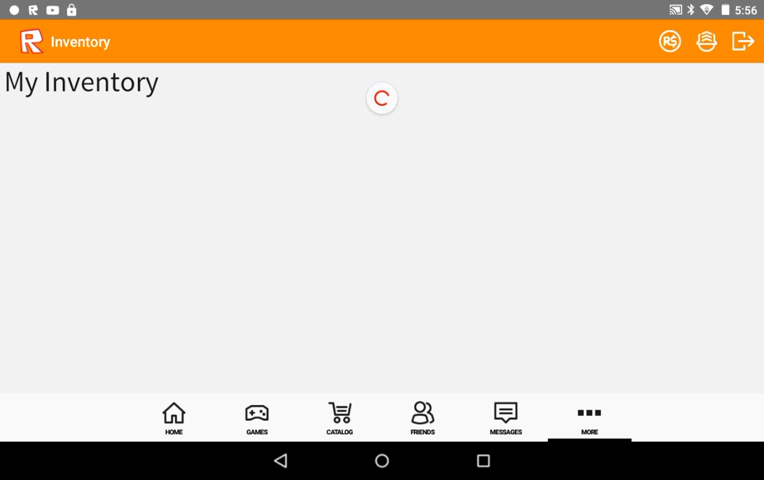 5:56
R Inventory R$
My Inventory
HOME GAMES CATALOG FRIENDS MESSAGES MORE